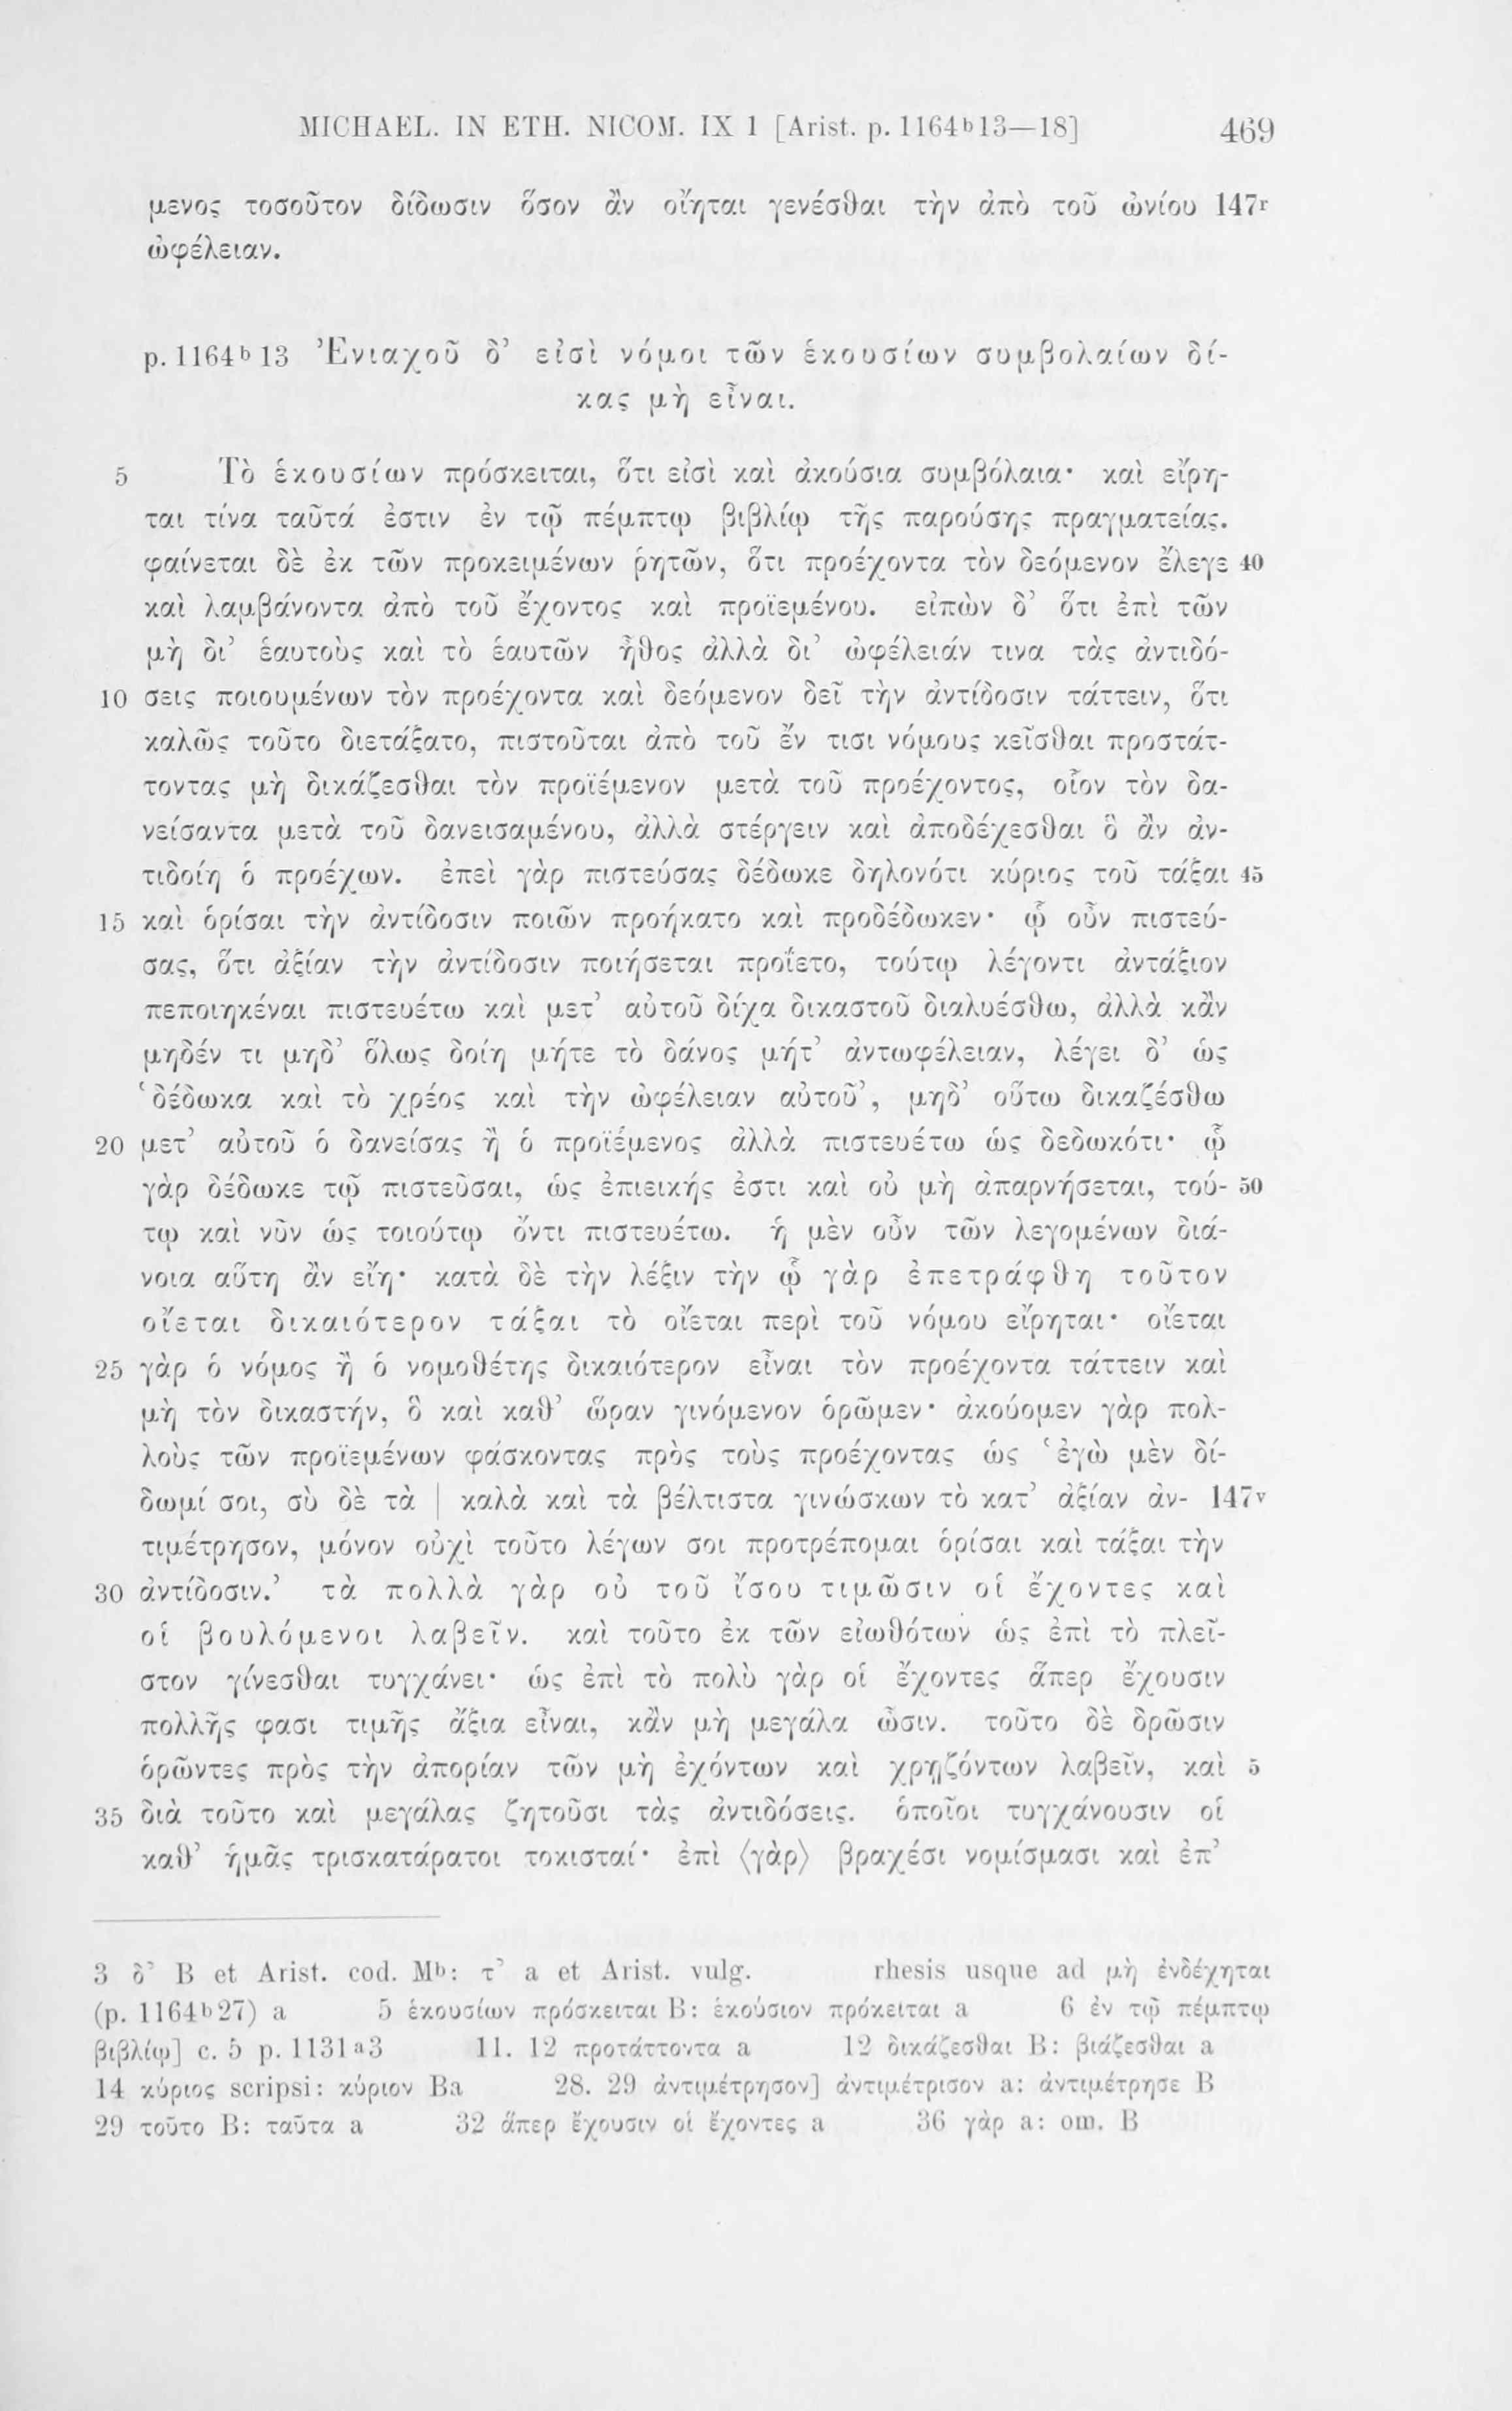 MICHAEL. IN ETH. NICOM. IX 1 [Arist. p. 1164ᵇ13—18] 469
μενος τοσοῦτον δίδωσιν ὅσον ἂν οἴηται γενέσθαι τὴν ἀπὸ τοῦ ὠνίου 147ʳ
ὠφέλειαν.
p. 1164ᵇ13 Ἐνιαχοῦ δ’ εἰσὶ νόμοι τῶν ἑκουσίων συμβολαίων δί-
κας μὴ εἶναι.
5 Τὸ ἑκουσίων πρόσκειται, ὅτι εἰσὶ καὶ ἀκούσια συμβόλαια· καὶ εἴρη-
ται τίνα ταῦτά ἐστιν ἐν τῷ πέμπτῳ βιβλίῳ τῆς παρούσης πραγματείας.
φαίνεται δὲ ἐκ τῶν προκειμένων ῥητῶν, ὅτι προέχοντα τὸν δεόμενον ἔλεγε 40
καὶ λαμβάνοντα ἀπὸ τοῦ ἔχοντος καὶ προϊεμένου. εἰπὼν δ’ ὅτι ἐπὶ τῶν
μὴ δι’ ἑαυτοὺς καὶ τὸ ἑαυτῶν ἦθος ἀλλὰ δι’ ὠφέλειάν τινα τὰς ἀντιδό-
10 σεις ποιουμένων τὸν προέχοντα καὶ δεόμενον δεῖ τὴν ἀντίδοσιν τάττειν, ὅτι
καλῶς τοῦτο διετάξατο, πιστοῦται ἀπὸ τοῦ ἔν τισι νόμους κεῖσθαι προστάτ-
τοντας μὴ δικάζεσθαι τὸν προϊέμενον μετὰ τοῦ προέχοντος, οἷον τὸν δα-
νείσαντα μετὰ τοῦ δανεισαμένου, ἀλλὰ στέργειν καὶ ἀποδέχεσθαι ὃ ἂν ἀν-
τιδοίη ὁ προέχων. ἐπεὶ γὰρ πιστεύσας δέδωκε δηλονότι κύριος τοῦ τάξαι 45
15 καὶ ὁρίσαι τὴν ἀντίδοσιν ποιῶν προήκατο καὶ προδέδωκεν· ᾧ οὖν πιστεύ-
σας, ὅτι ἀξίαν τὴν ἀντίδοσιν ποιήσεται προΐετο, τούτῳ λέγοντι ἀντάξιον
πεποιηκέναι πιστευέτω καὶ μετ’ αὐτοῦ δίχα δικαστοῦ διαλυέσθω, ἀλλὰ κἂν
μηδέν τι μηδ’ ὅλως δοίη μήτε τὸ δάνος μήτ’ ἀντωφέλειαν, λέγει δ’ ὡς
‘δέδωκα καὶ τὸ χρέος καὶ τὴν ὠφέλειαν αὐτοῦ’, μηδ’ οὕτω δικαζέσθω
20 μετ’ αὐτοῦ ὁ δανείσας ἢ ὁ προϊέμενος ἀλλὰ πιστευέτω ὡς δεδωκότι· ᾧ
γὰρ δέδωκε τῷ πιστεῦσαι, ὡς ἐπιεικής ἐστι καὶ οὐ μὴ ἀπαρνήσεται, τού- 50
τῳ καὶ νῦν ὡς τοιούτῳ ὄντι πιστευέτω. ἡ μὲν οὖν τῶν λεγομένων διά-
νοια αὕτη ἂν εἴη· κατὰ δὲ τὴν λέξιν τὴν ᾧ γὰρ ἐπετράφθη τοῦτον
οἴεται δικαιότερον τάξαι τὸ οἴεται περὶ τοῦ νόμου εἴρηται· οἴεται
25 γὰρ ὁ νόμος ἢ ὁ νομοθέτης δικαιότερον εἶναι τὸν προέχοντα τάττειν καὶ
μὴ τὸν δικαστήν, ὃ καὶ καθ’ ὥραν γινόμενον ὁρῶμεν· ἀκούομεν γὰρ πολ-
λοὺς τῶν προϊεμένων φάσκοντας πρὸς τοὺς προέχοντας ὡς ‘ἐγὼ μὲν δί-
δωμί σοι, σὺ δὲ τὰ | καλὰ καὶ τὰ βέλτιστα γινώσκων τὸ κατ’ ἀξίαν ἀν- 147ᵛ
τιμέτρησον, μόνον οὐχὶ τοῦτο λέγων σοι προτρέπομαι ὁρίσαι καὶ τάξαι τὴν
30 ἀντίδοσιν.’ τὰ πολλὰ γὰρ οὐ τοῦ ἴσου τιμῶσιν οἱ ἔχοντες καὶ
οἱ βουλόμενοι λαβεῖν. καὶ τοῦτο ἐκ τῶν εἰωθότων ὡς ἐπὶ τὸ πλεῖ-
στον γίνεσθαι τυγχάνει· ὡς ἐπὶ τὸ πολὺ γὰρ οἱ ἔχοντες ἅπερ ἔχουσιν
πολλῆς φασι τιμῆς ἄξια εἶναι, κἂν μὴ μεγάλα ὦσιν. τοῦτο δὲ δρῶσιν
ὁρῶντες πρὸς τὴν ἀπορίαν τῶν μὴ ἐχόντων καὶ χρῃζόντων λαβεῖν, καὶ 5
35 διὰ τοῦτο καὶ μεγάλας ζητοῦσι τὰς ἀντιδόσεις. ὁποῖοι τυγχάνουσιν οἱ
καθ’ ἡμᾶς τρισκατάρατοι τοκισταί· ἐπὶ ⟨γὰρ⟩ βραχέσι νομίσμασι καὶ ἐπ’
3 δ’ B et Arist. cod. Mᵇ: τ’ a et Arist. vulg. rhesis usque ad μὴ ἐνδέχηται
(p. 1164ᵇ27) a 5 ἑκουσίων πρόσκειται B: ἑκούσιον πρόκειται a 6 ἐν τῷ πέμπτῳ
βιβλίῳ] c. 5 p. 1131ᵃ3 11. 12 προτάττοντα a 12 δικάζεσθαι B: βιάζεσθαι a
14 κύριος scripsi: κύριον Ba 28. 29 ἀντιμέτρησον] ἀντιμέτρισον a: ἀντιμέτρησε B
29 τοῦτο B: ταῦτα a 32 ἅπερ ἔχουσιν οἱ ἔχοντες a 36 γὰρ a: om. B